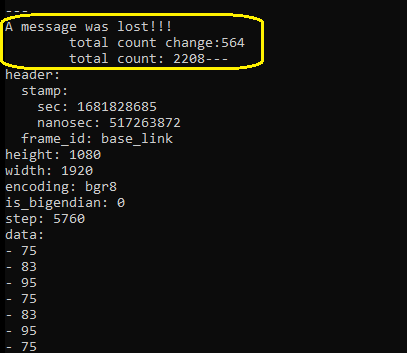 ---
A message was lost!!!
total count change:564
total count: 2208---
header:
stamp:
sec: 1681828685
nanosec: 517263872
frame_id: base_link
height: 1080
width: 1920
encoding: bgr8
is_bigendian: 0
step: 5760
data:
- 75
- 83
- 95
- 75
- 83
- 95
- 75